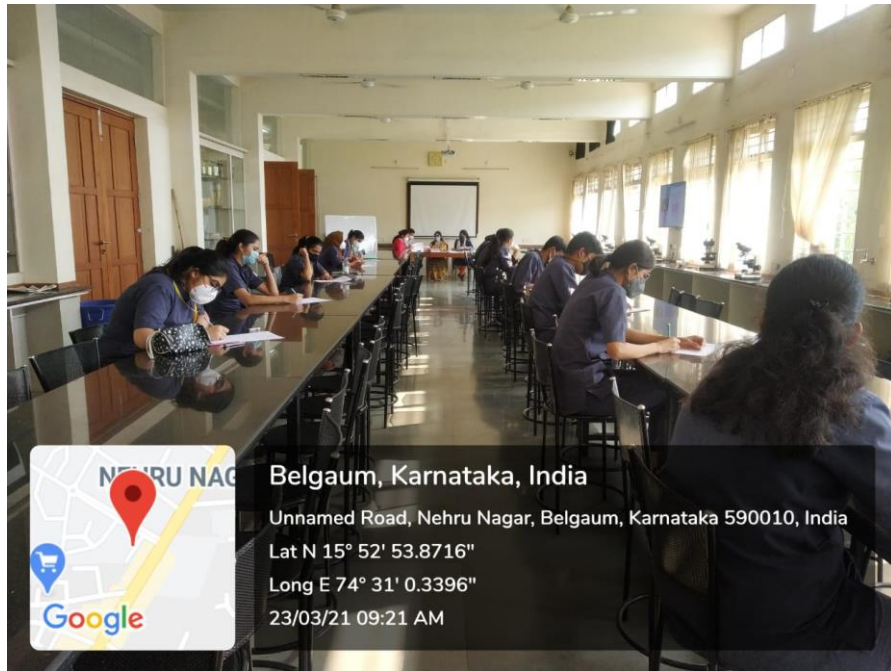 NEHRU NAG
Google
Belgaum, Karnataka, India
Unnamed Road, Nehru Nagar, Belgaum, Karnataka 590010, India
Lat N 15° 52' 53.8716"
Long E 74° 31' 0.3396"
23/03/21 09:21 AM